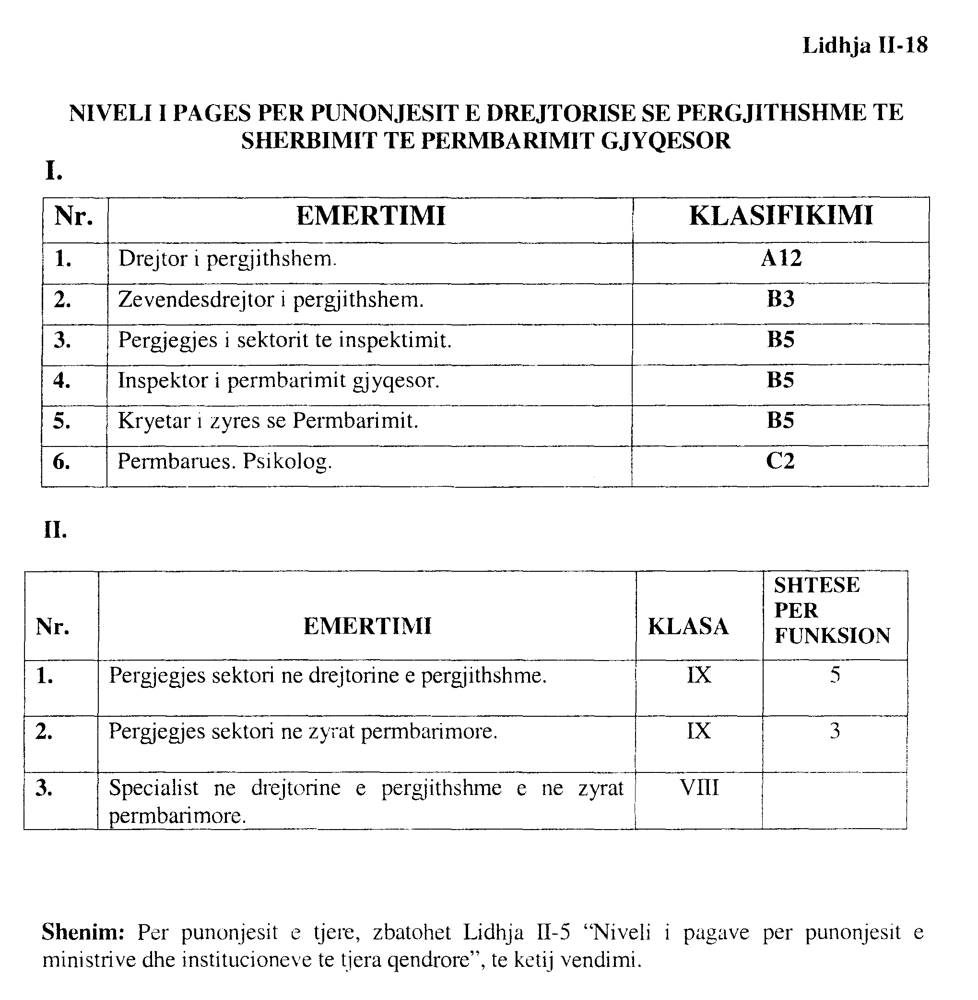 Lidhja II-18
NIVELI I PAGES PER PUNONJESIT E DREJTORISE SE PERGJITHSHME TE
SHERBIMIT TE PERMBARIMIT GJYQESOR
I.
Nr. EMERTIMI KLASIFIKIMI
1. Drejtor i pergjithshem. A12
2. Zevendesdrejtor i pergjithshem. B3
3. Pergjegjes i sektorit te inspektimit. B5
4. Inspektor i permbarimit gjyqesor. B5
5. Kryetar i zyres se Permbarimit. B5
6. Permbarues. Psikolog. C2
II.
Nr. EMERTIMI KLASA SHTESE
PER
FUNKSION
1. Pergjegjes sektori ne drejtorine e pergjithshme. IX 5
2. Pergjegjes sektori ne zyrat permbarimore. IX 3
3. Specialist ne drejtorine e pergjithshme e ne zyrat VIII
permbarimore.
Shenim: Per punonjesit e tjere, zbatohet Lidhja II-5 “Niveli i pagave per punonjesit e
ministrive dhe institucioneve te tjera qendrore”, te ketij vendimi.